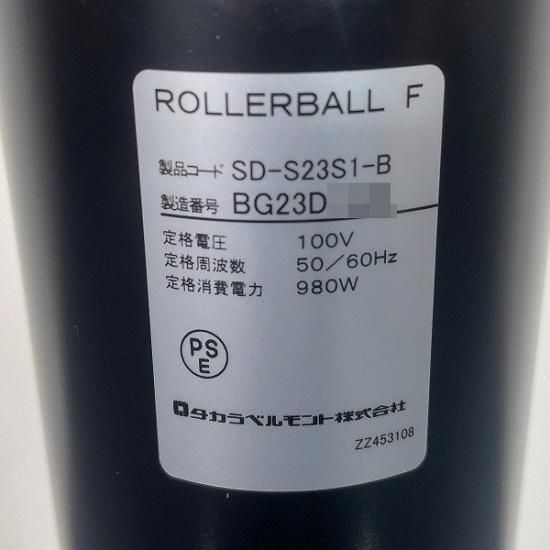 ROLLERBALL F
製品コード SD-S23S1-B
製造番号 BG23D
定格電圧 100V
定格周波数 50/60Hz
定格消費電力 980W
PS
E
タカラベルモント株式会社
ZZ453108